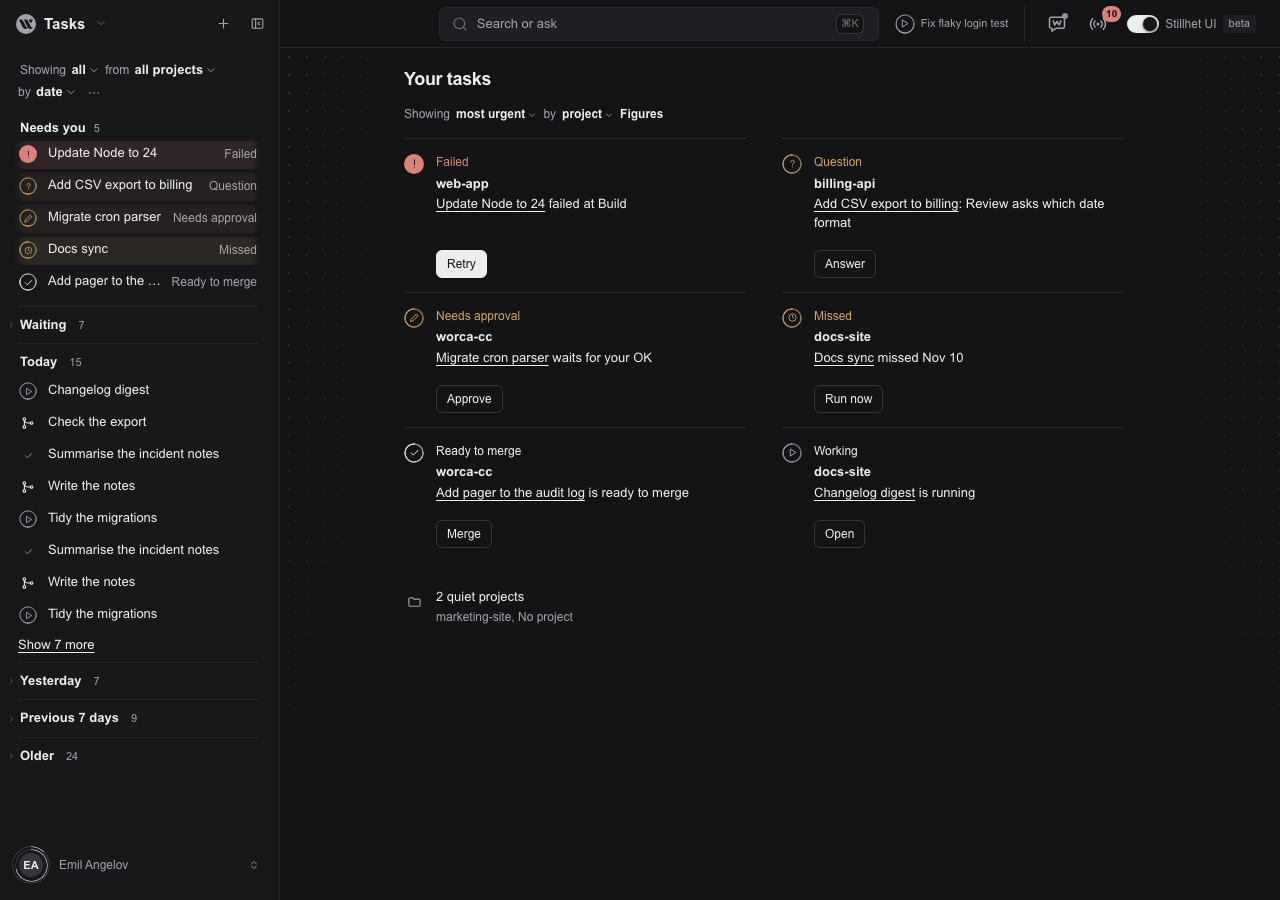 Tasks
Search or ask
⌘K
Fix flaky login test
10
Stillhet UI beta
Showing all from all projects
by date ...
Needs you 5
! Update Node to 24 Failed
? Add CSV export to billing Question
Migrate cron parser Needs approval
Docs sync Missed
Add pager to the … Ready to merge
Waiting 7
Today 15
Changelog digest
Check the export
Summarise the incident notes
Write the notes
Tidy the migrations
Summarise the incident notes
Write the notes
Tidy the migrations
Show 7 more
Yesterday 7
Previous 7 days 9
Older 24
EA Emil Angelov
Your tasks
Showing most urgent by project Figures
! Failed
web-app
Update Node to 24 failed at Build
Retry
? Question
billing-api
Add CSV export to billing: Review asks which date
format
Answer
Needs approval
worca-cc
Migrate cron parser waits for your OK
Approve
Missed
docs-site
Docs sync missed Nov 10
Run now
Ready to merge
worca-cc
Add pager to the audit log is ready to merge
Merge
Working
docs-site
Changelog digest is running
Open
2 quiet projects
marketing-site, No project